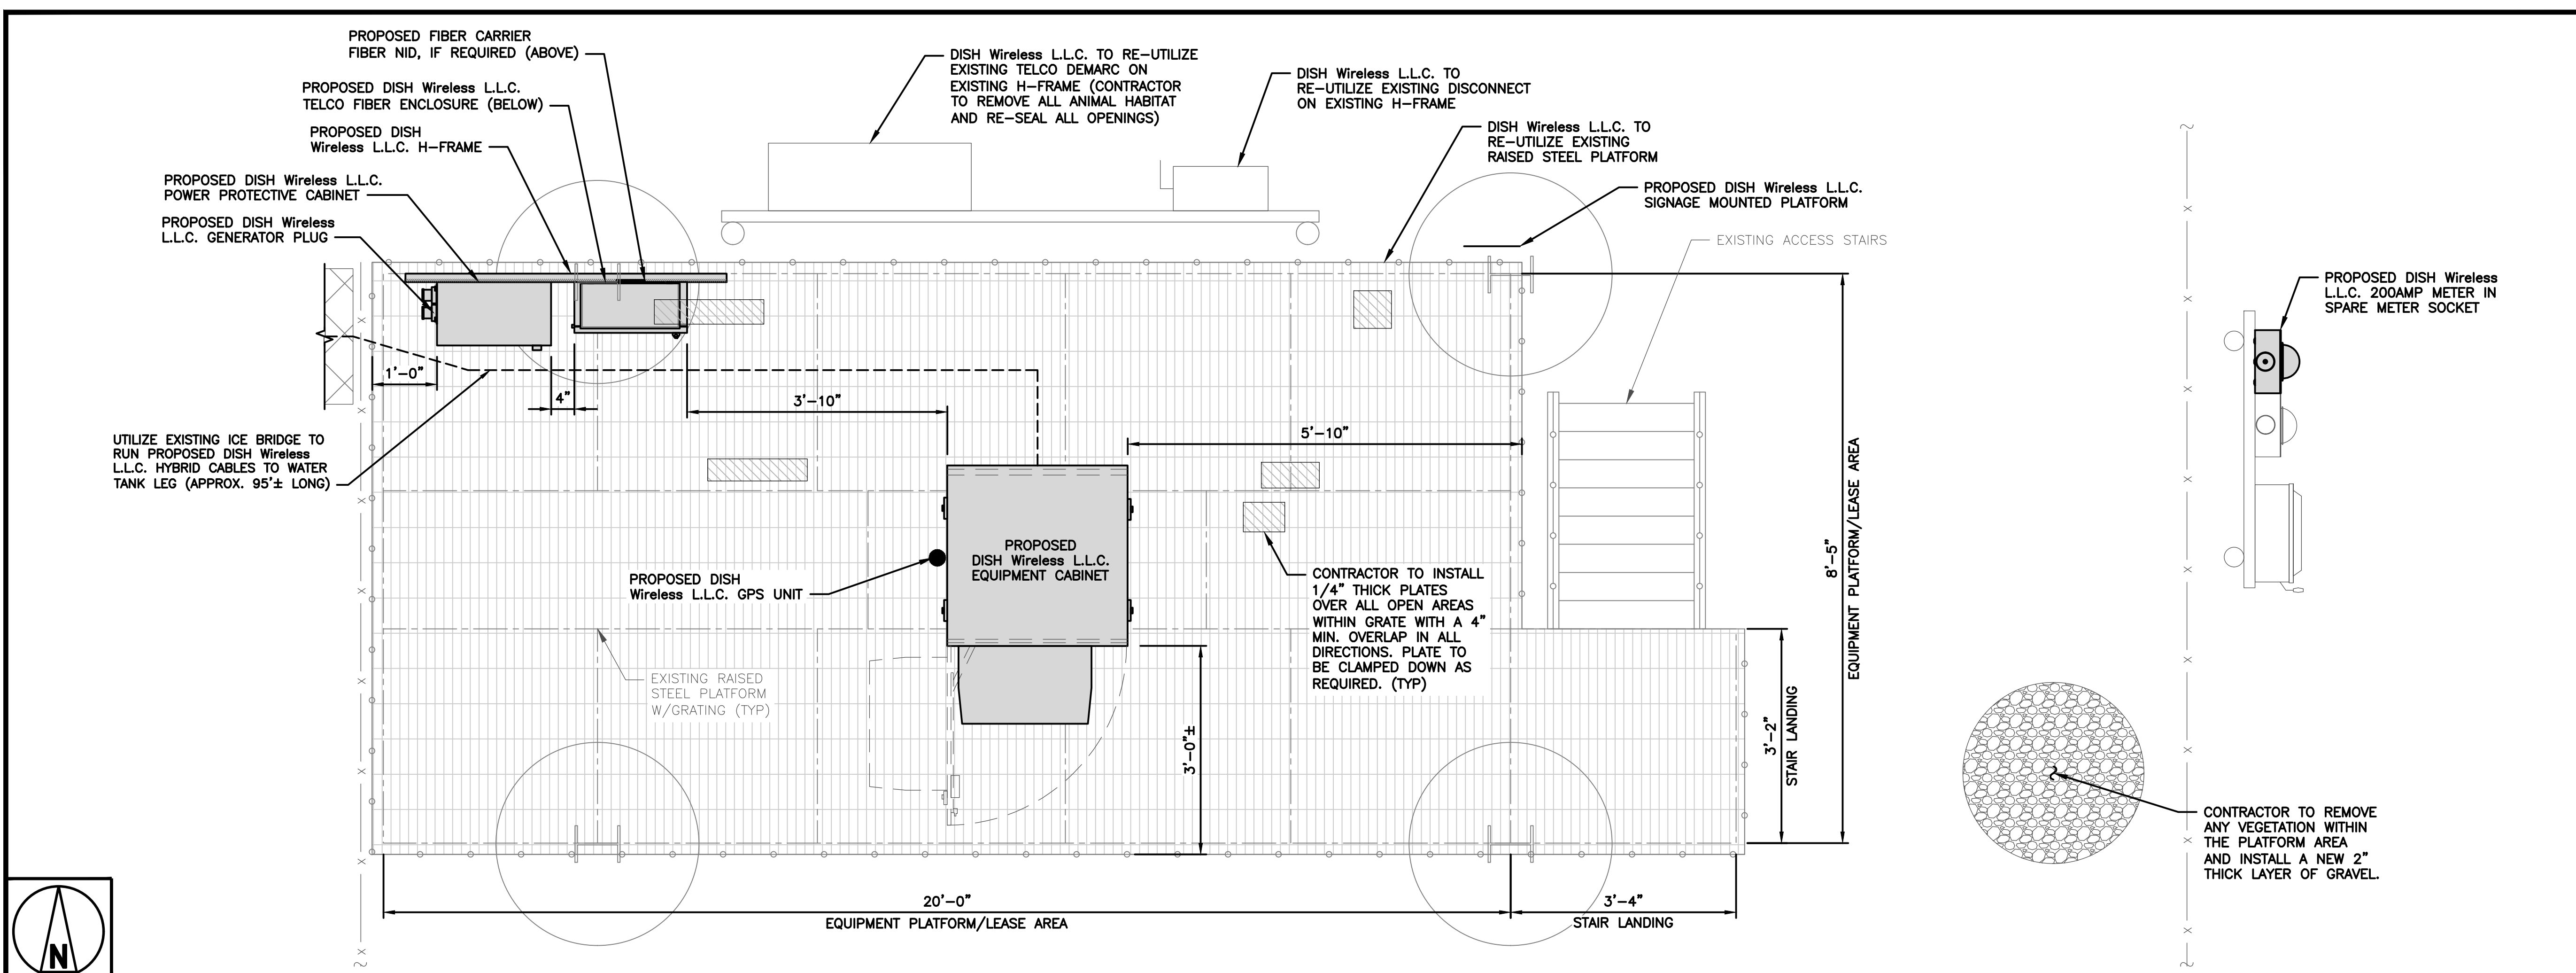 PROPOSED FIBER CARRIER
FIBER NID, IF REQUIRED (ABOVE)
PROPOSED DISH Wireless L.L.C.
TELCO FIBER ENCLOSURE (BELOW)
PROPOSED DISH
Wireless L.L.C. H-FRAME
PROPOSED DISH Wireless L.L.C.
POWER PROTECTIVE CABINET
PROPOSED DISH Wireless
L.L.C. GENERATOR PLUG
DISH Wireless L.L.C. TO RE-UTILIZE
EXISTING TELCO DEMARC ON
EXISTING H-FRAME (CONTRACTOR
TO REMOVE ALL ANIMAL HABITAT
AND RE-SEAL ALL OPENINGS)
DISH Wireless L.L.C. TO
RE-UTILIZE EXISTING DISCONNECT
ON EXISTING H-FRAME
DISH Wireless L.L.C. TO
RE-UTILIZE EXISTING
RAISED STEEL PLATFORM
PROPOSED DISH Wireless L.L.C.
SIGNAGE MOUNTED PLATFORM
EXISTING ACCESS STAIRS
PROPOSED DISH Wireless
L.L.C. 200AMP METER IN
SPARE METER SOCKET
1'-0"
4"
3'-10"
5'-10"
UTILIZE EXISTING ICE BRIDGE TO
RUN PROPOSED DISH Wireless
L.L.C. HYBRID CABLES TO WATER
TANK LEG (APPROX. 95'± LONG)
PROPOSED
DISH Wireless L.L.C.
EQUIPMENT CABINET
PROPOSED DISH
Wireless L.L.C. GPS UNIT
CONTRACTOR TO INSTALL
1/4" THICK PLATES
OVER ALL OPEN AREAS
WITHIN GRATE WITH A 4"
MIN. OVERLAP IN ALL
DIRECTIONS. PLATE TO
BE CLAMPED DOWN AS
REQUIRED. (TYP)
8'-5"
EQUIPMENT PLATFORM/LEASE AREA
EXISTING RAISED
STEEL PLATFORM
W/GRATING (TYP)
3'-0"±
3'-2"
STAIR LANDING
CONTRACTOR TO REMOVE
ANY VEGETATION WITHIN
THE PLATFORM AREA
AND INSTALL A NEW 2"
THICK LAYER OF GRAVEL.
20'-0"
EQUIPMENT PLATFORM/LEASE AREA
3'-4"
STAIR LANDING
N